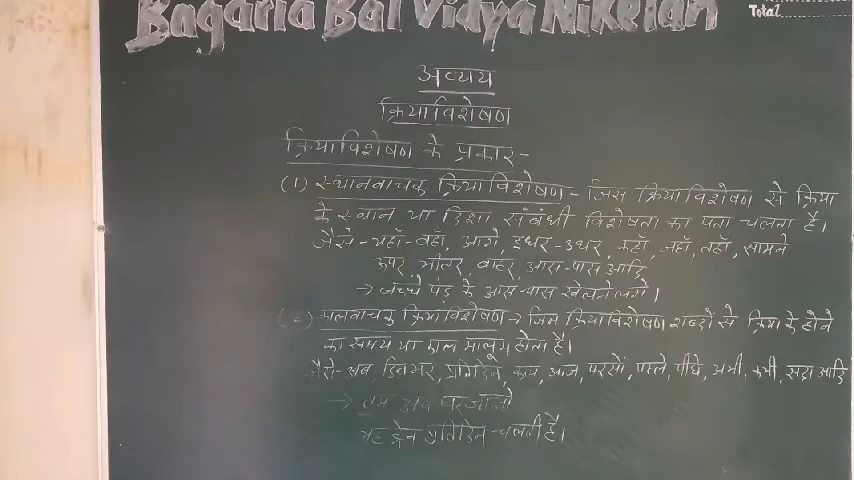 Bagaria Bal Vidya Niketan
Total
अव्यय
क्रियाविशेषण
क्रियाविशेषण के प्रकार-
(1) स्थानवाचक क्रियाविशेषण- जिस क्रियाविशेषण से क्रिया
के स्थान या दिशा संबंधी विशेषता का पता चलता है।
जैसे-यहाँ-वहाँ, आगे, इधर-उधर, कहाँ, जहाँ, तहाँ, सामने
ऊपर, भीतर, बाहर, आस-पास आदि
→ बच्चे पेड़ के आस-पास खेलने लगे।
(2) कालवाचक क्रियाविशेषण → जिन क्रियाविशेषण शब्दों से क्रिया के होने
का समय या काल मालूम होता है।
जैसे-अब, दिनभर, प्रतिदिन, कल, आज, परसों, पहले, पीछे, अभी, कभी, सदा आदि
→ तुम अब घर जाओ
यह ट्रेन प्रतिदिन चलती है।